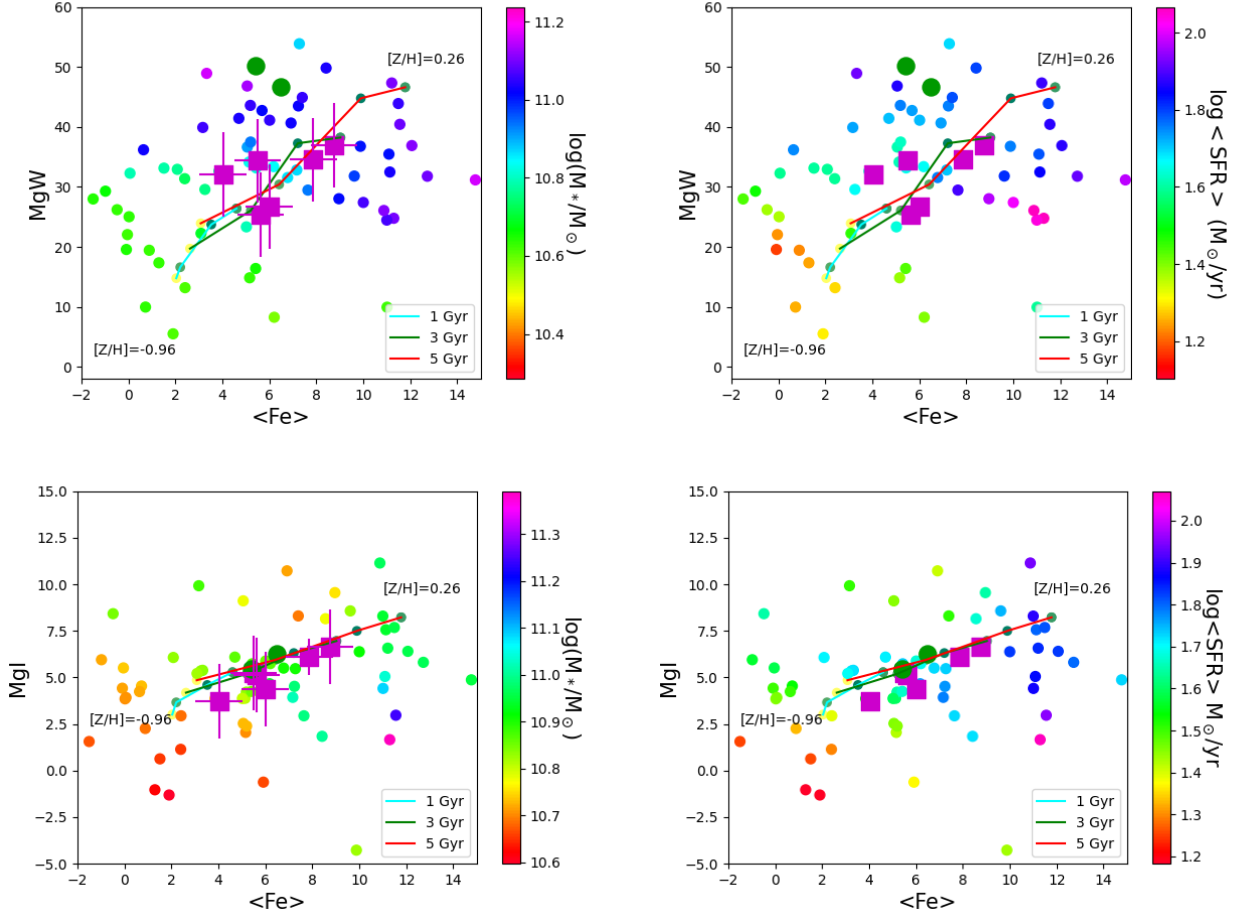 [Z/H]=0.26
[Z/H]=-0.96
MgW
<Fe>
60
50
40
30
20
10
0
−2 0 2 4 6 8 10 12 14
1 Gyr
3 Gyr
5 Gyr
11.2
11.0
10.8
10.6
10.4
log(M*/M⊙)
[Z/H]=0.26
[Z/H]=-0.96
MgW
<Fe>
60
50
40
30
20
10
0
−2 0 2 4 6 8 10 12 14
1 Gyr
3 Gyr
5 Gyr
2.0
1.8
1.6
1.4
1.2
log<SFR> (M⊙/yr)
[Z/H]=0.26
[Z/H]=-0.96
MgI
<Fe>
15.0
12.5
10.0
7.5
5.0
2.5
0.0
−2.5
−5.0
−2 0 2 4 6 8 10 12 14
1 Gyr
3 Gyr
5 Gyr
11.3
11.2
11.1
11.0
10.9
10.8
10.7
10.6
log(M*/M⊙)
[Z/H]=0.26
[Z/H]=-0.96
MgI
<Fe>
15.0
12.5
10.0
7.5
5.0
2.5
0.0
−2.5
−5.0
−2 0 2 4 6 8 10 12 14
1 Gyr
3 Gyr
5 Gyr
2.0
1.9
1.8
1.7
1.6
1.5
1.4
1.3
1.2
log<SFR> M⊙/yr